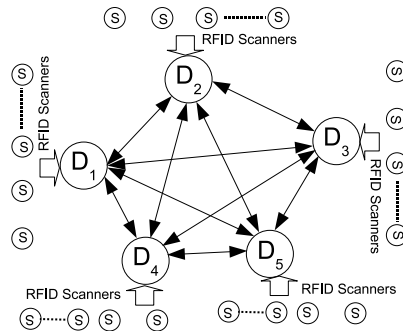 S S S S
RFID Scanners
D2
S S
RFID Scanners
S S
D3
S D1 S
RFID Scanners
S
S
D4 D5
RFID Scanners RFID Scanners
S S S S S S S S